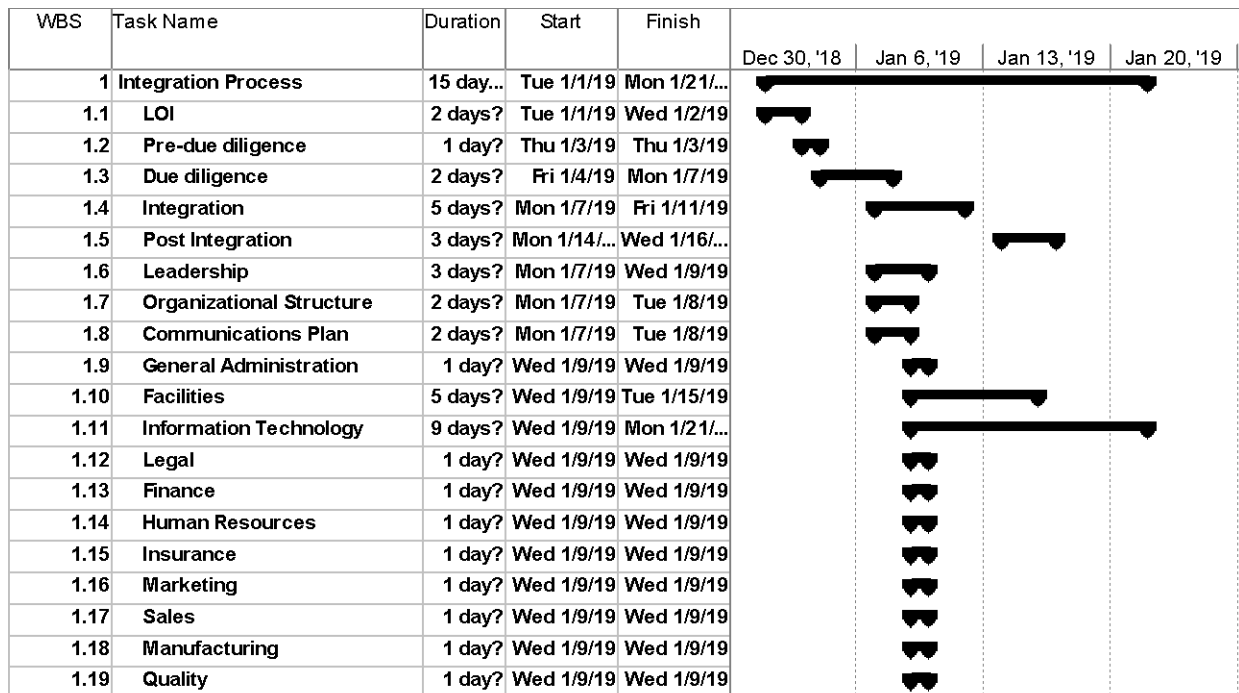 WBS Task Name Duration Start Finish
Dec 30, '18 Jan 6, '19 Jan 13, '19 Jan 20, '19
1 Integration Process 15 day... Tue 1/1/19 Mon 1/21/...
1.1 LOI 2 days? Tue 1/1/19 Wed 1/2/19
1.2 Pre-due diligence 1 day? Thu 1/3/19 Thu 1/3/19
1.3 Due diligence 2 days? Fri 1/4/19 Mon 1/7/19
1.4 Integration 5 days? Mon 1/7/19 Fri 1/11/19
1.5 Post Integration 3 days? Mon 1/14/... Wed 1/16/...
1.6 Leadership 3 days? Mon 1/7/19 Wed 1/9/19
1.7 Organizational Structure 2 days? Mon 1/7/19 Tue 1/8/19
1.8 Communications Plan 2 days? Mon 1/7/19 Tue 1/8/19
1.9 General Administration 1 day? Wed 1/9/19 Wed 1/9/19
1.10 Facilities 5 days? Wed 1/9/19 Tue 1/15/19
1.11 Information Technology 9 days? Wed 1/9/19 Mon 1/21/...
1.12 Legal 1 day? Wed 1/9/19 Wed 1/9/19
1.13 Finance 1 day? Wed 1/9/19 Wed 1/9/19
1.14 Human Resources 1 day? Wed 1/9/19 Wed 1/9/19
1.15 Insurance 1 day? Wed 1/9/19 Wed 1/9/19
1.16 Marketing 1 day? Wed 1/9/19 Wed 1/9/19
1.17 Sales 1 day? Wed 1/9/19 Wed 1/9/19
1.18 Manufacturing 1 day? Wed 1/9/19 Wed 1/9/19
1.19 Quality 1 day? Wed 1/9/19 Wed 1/9/19